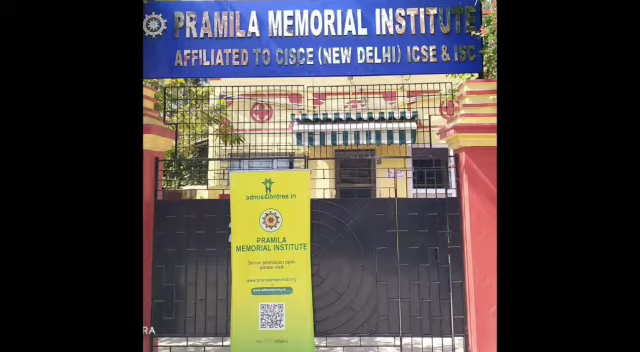 PRAMILA MEMORIAL INSTITUTE
AFFILIATED TO CISCE (NEW DELHI) ICSE & ISC
admissiontree.in
PRAMILA
MEMORIAL INSTITUTE
Online admission open
please visit
RA